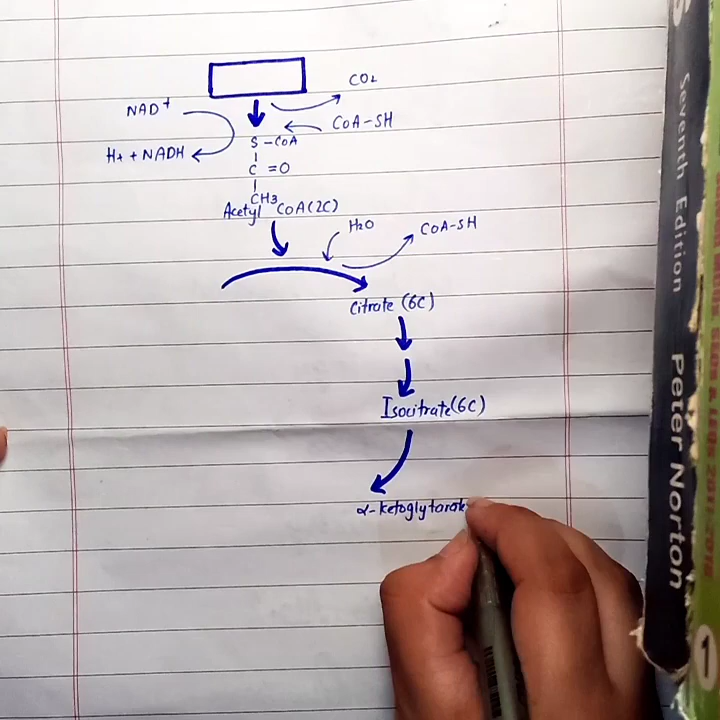 CO2
NAD+
CoA-SH
S-CoA
H+ + NADH
C=O
CH3
Acetyl CoA(2C)
H2O
CoA-SH
Citrate (6C)
Isocitrate(6C)
α-ketoglytarate
Seventh Edition
Peter Norton
1